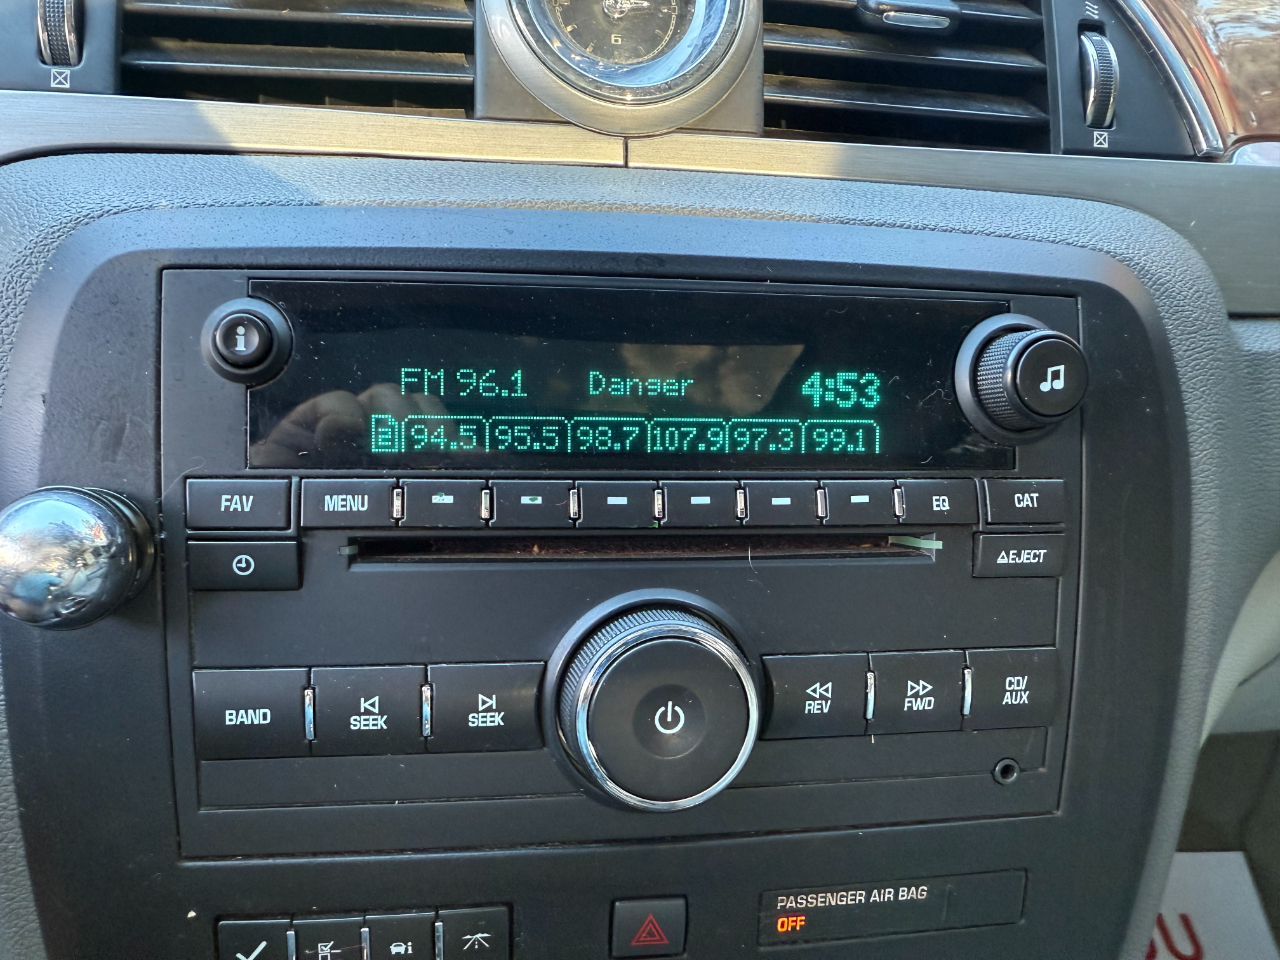 6
i
FM 96.1 Danger 4:53
2 94.5 95.5 98.7 107.9 97.3 99.1
FAV MENU EQ CAT
EJECT
BAND SEEK SEEK REV FWD CD/
AUX
PASSENGER AIR BAG
OFF
i